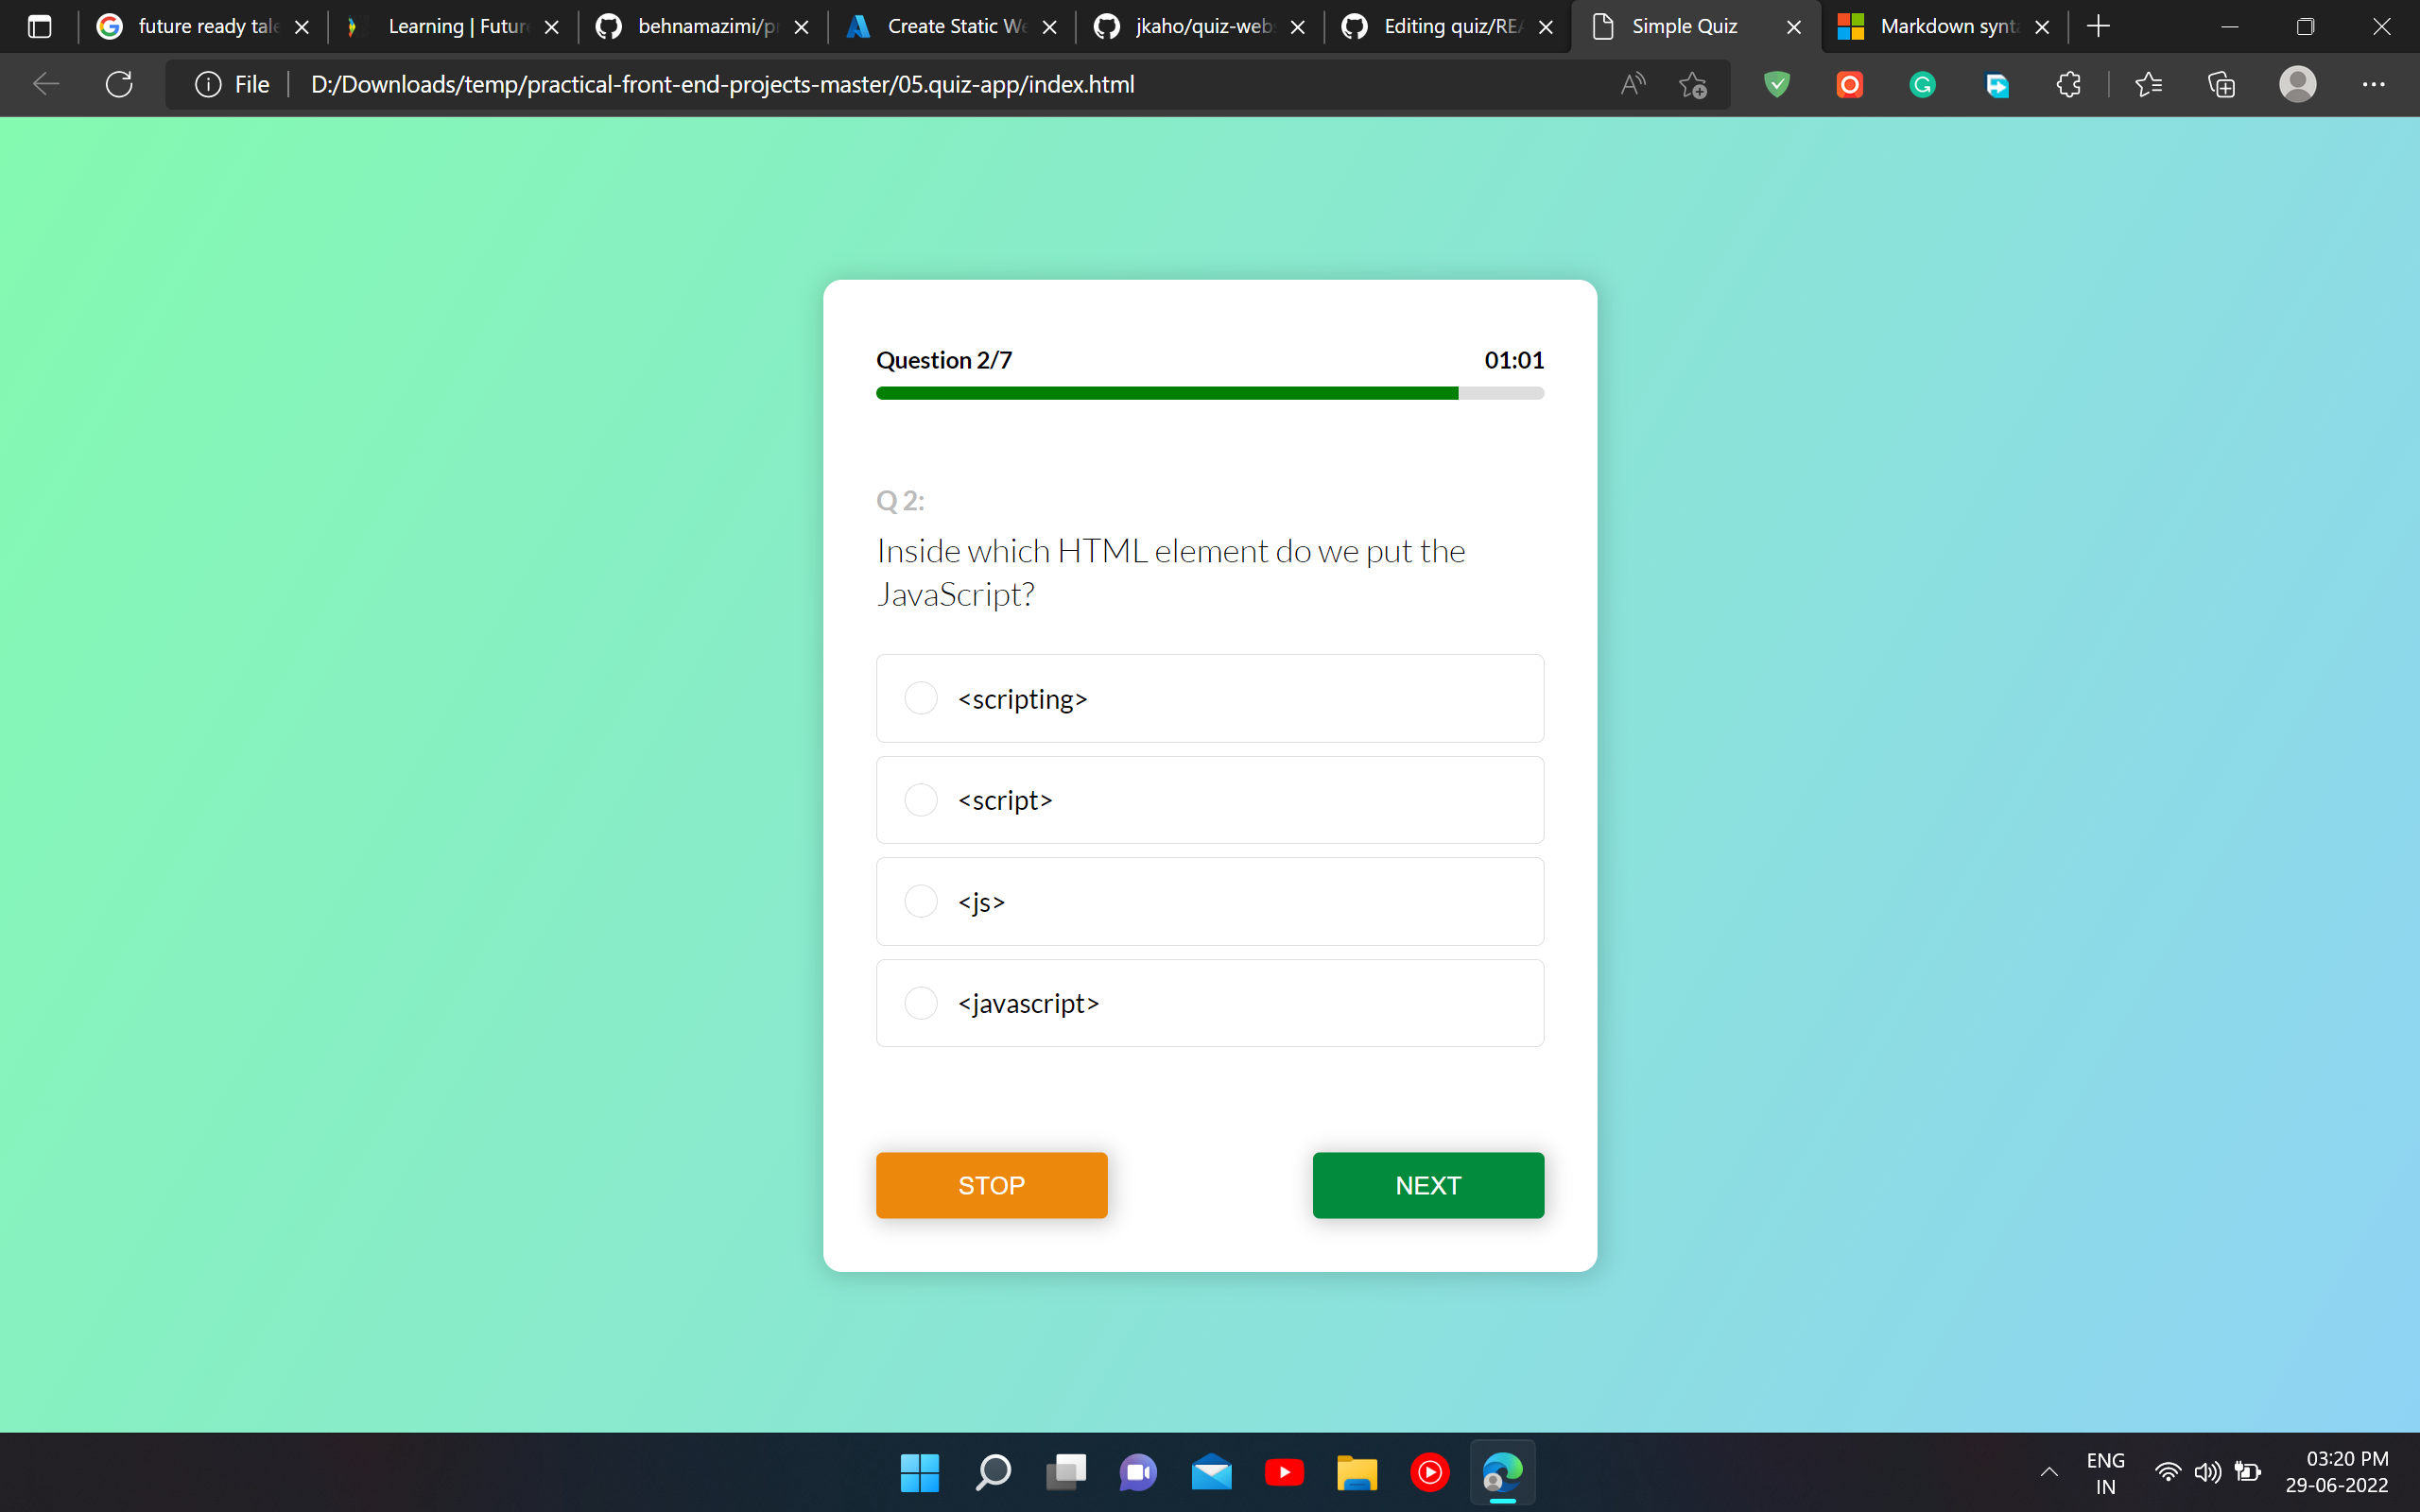 future ready tale
Learning | Futur
behnamazimi/p
Create Static We
jkaho/quiz-web
Editing quiz/REA
Simple Quiz
Markdown synta
File
D:/Downloads/temp/practical-front-end-projects-master/05.quiz-app/index.html
Question 2/7
01:01
Q 2:
Inside which HTML element do we put the
JavaScript?
<scripting>
<script>
<js>
<javascript>
STOP
NEXT
ENG
IN
03:20 PM
29-06-2022